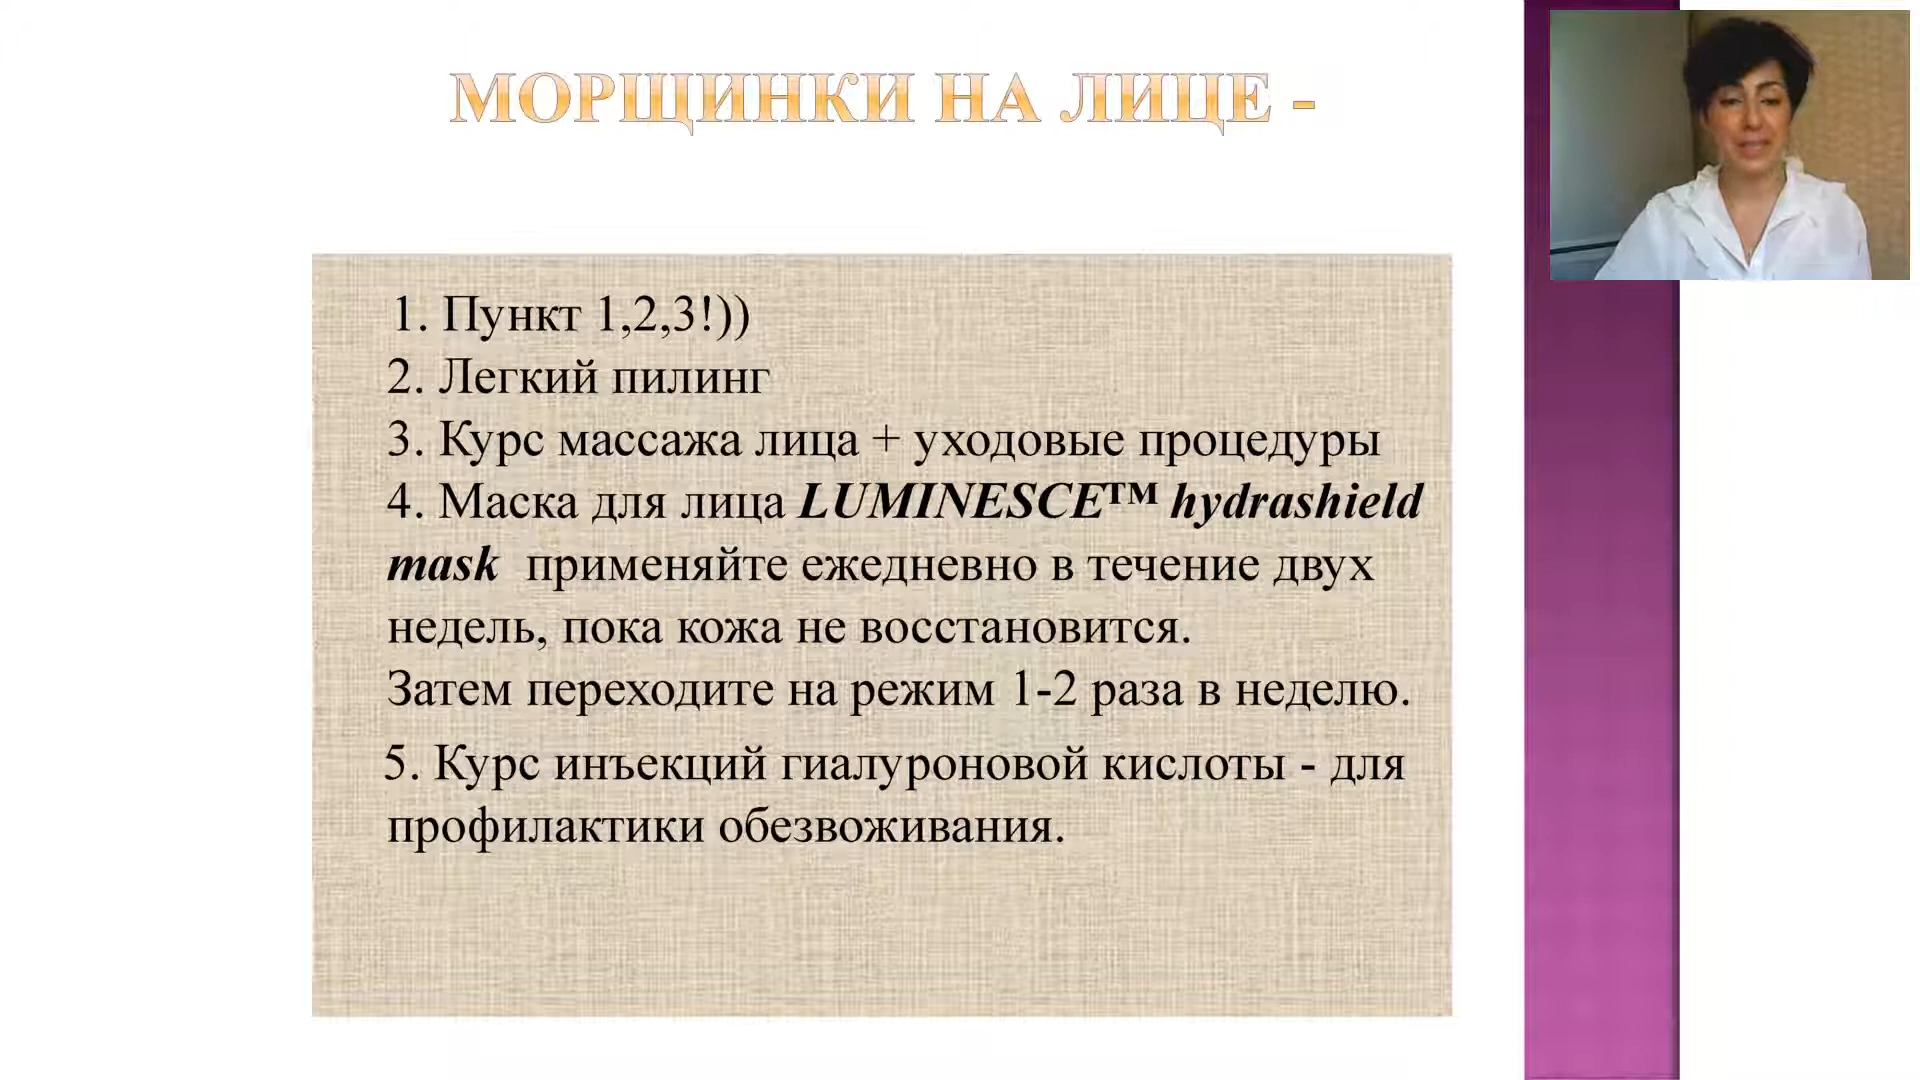 МОРЩИНКИ НА ЛИЦЕ -
1. Пункт 1,2,3!))
2. Легкий пилинг
3. Курс массажа лица + уходовые процедуры
4. Маска для лица LUMINESCE™ hydrashield
mask применяйте ежедневно в течение двух
недель, пока кожа не восстановится.
Затем переходите на режим 1-2 раза в неделю.
5. Курс инъекций гиалуроновой кислоты - для
профилактики обезвоживания.